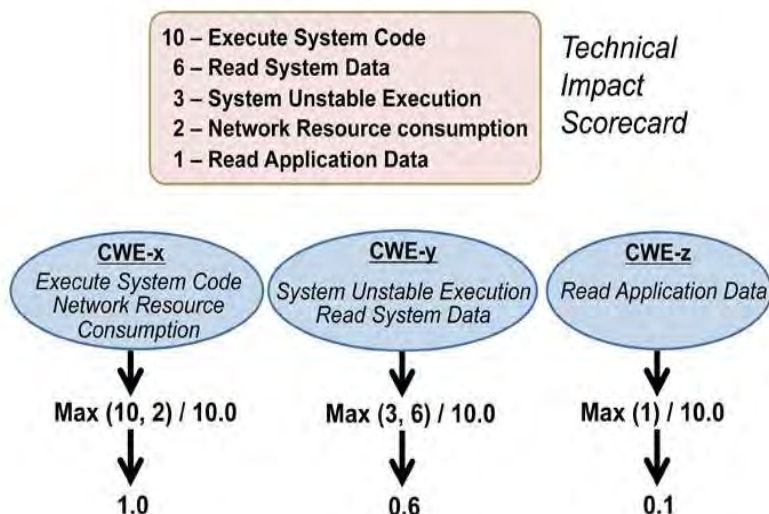 10 – Execute System Code
6 – Read System Data
3 – System Unstable Execution
2 – Network Resource consumption
1 – Read Application Data
Technical
Impact
Scorecard
CWE-x
Execute System Code
Network Resource
Consumption
CWE-y
System Unstable Execution
Read System Data
CWE-z
Read Application Data
Max (10, 2) / 10.0
Max (3, 6) / 10.0
Max (1) / 10.0
1.0
0.6
0.1